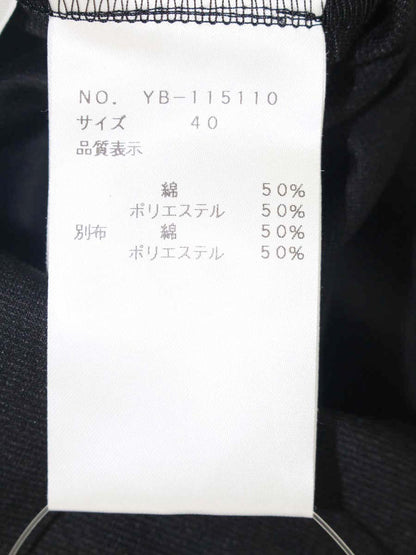 NO. YB-115110
サイズ 40
品質表示
綿 50%
ポリエステル 50%
別布 綿 50%
ポリエステル 50%